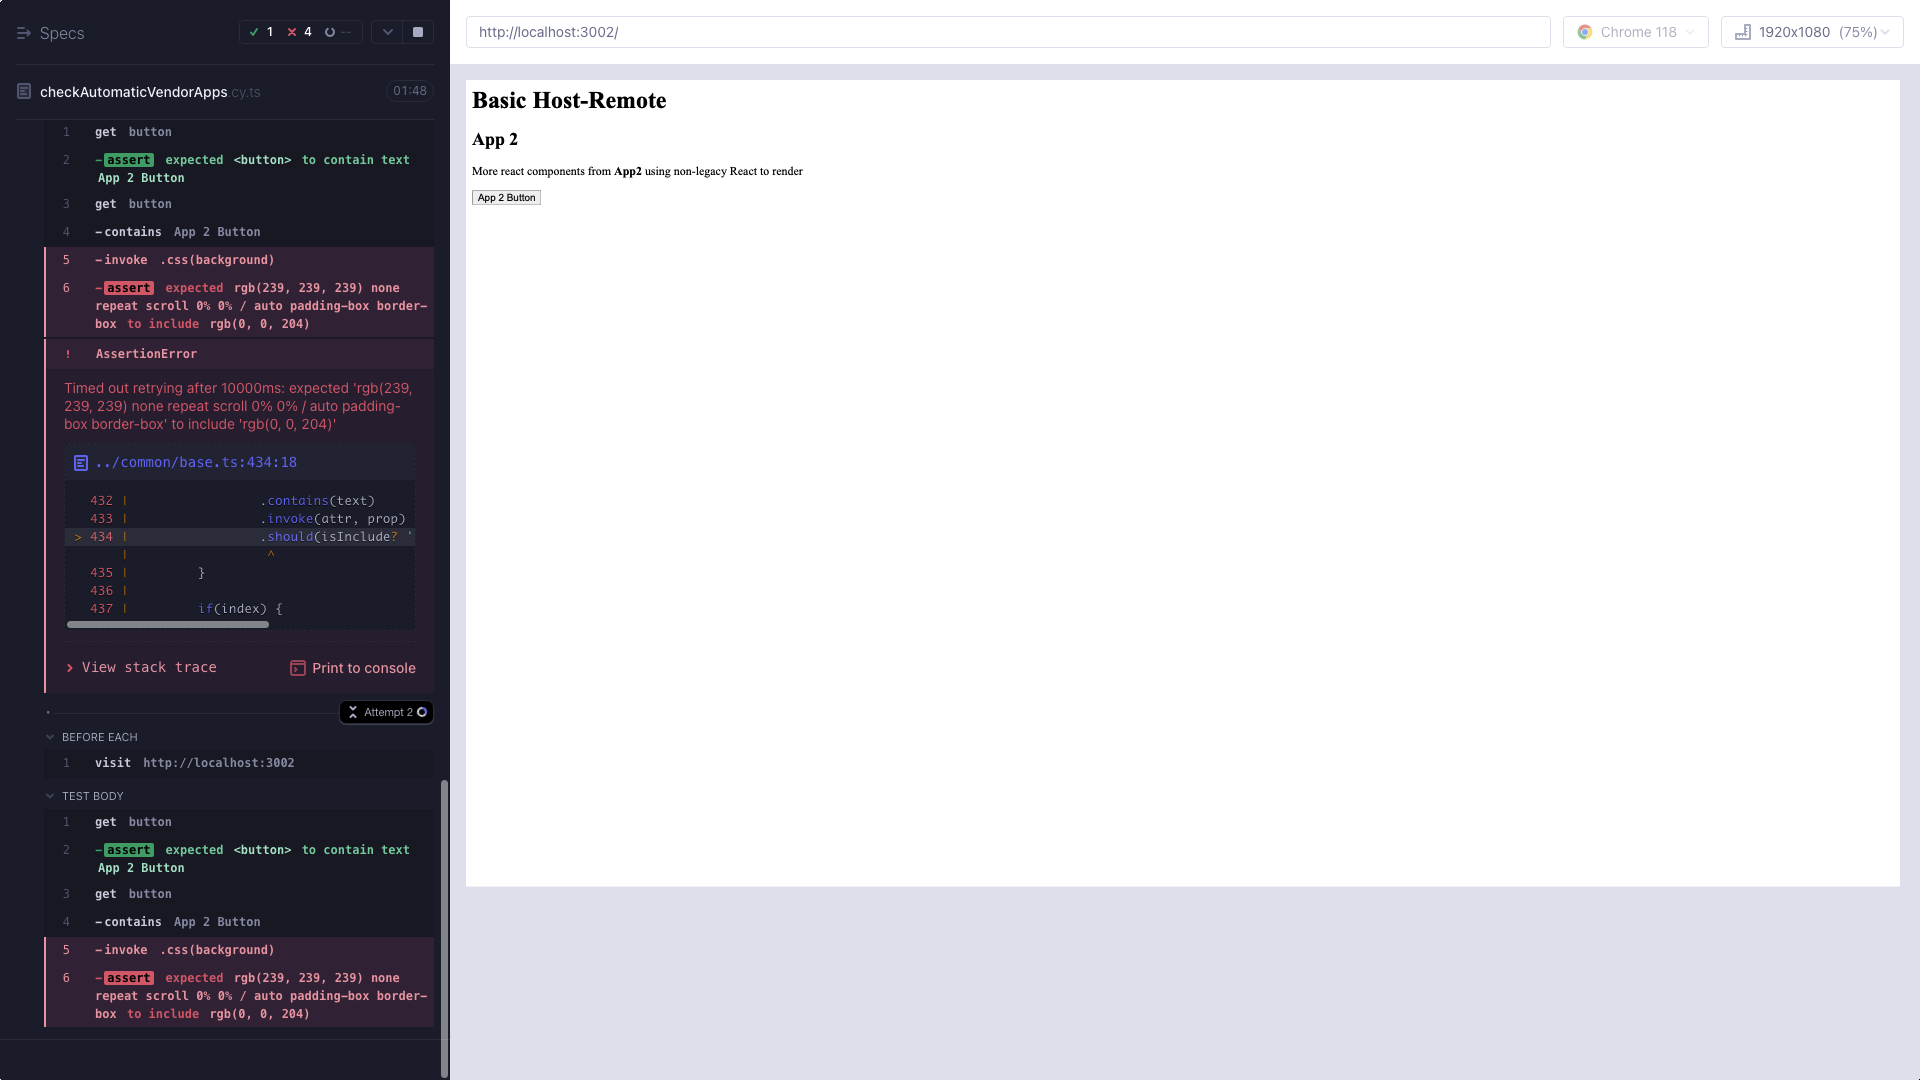 Specs
1 4 --
checkAutomaticVendorApps.cy.ts 01:48
1 get button
2 -assert expected <button> to contain text
App 2 Button
3 get button
4 -contains App 2 Button
5 -invoke .css(background)
6 -assert expected rgb(239, 239, 239) none
repeat scroll 0% 0% / auto padding-box border-
box to include rgb(0, 0, 204)
! AssertionError
Timed out retrying after 10000ms: expected 'rgb(239,
239, 239) none repeat scroll 0% 0% / auto padding-
box border-box' to include 'rgb(0, 0, 204)'
../common/base.ts:434:18
432 | .contains(text)
433 | .invoke(attr, prop)
> 434 | .should(isInclude? '
| ^
435 | }
436 |
437 | if(index) {
View stack trace Print to console
Attempt 2
BEFORE EACH
1 visit http://localhost:3002
TEST BODY
1 get button
2 -assert expected <button> to contain text
App 2 Button
3 get button
4 -contains App 2 Button
5 -invoke .css(background)
6 -assert expected rgb(239, 239, 239) none
repeat scroll 0% 0% / auto padding-box border-
box to include rgb(0, 0, 204)
http://localhost:3002/
Chrome 118
1920x1080 (75%)
Basic Host-Remote
App 2
More react components from App2 using non-legacy React to render
App 2 Button